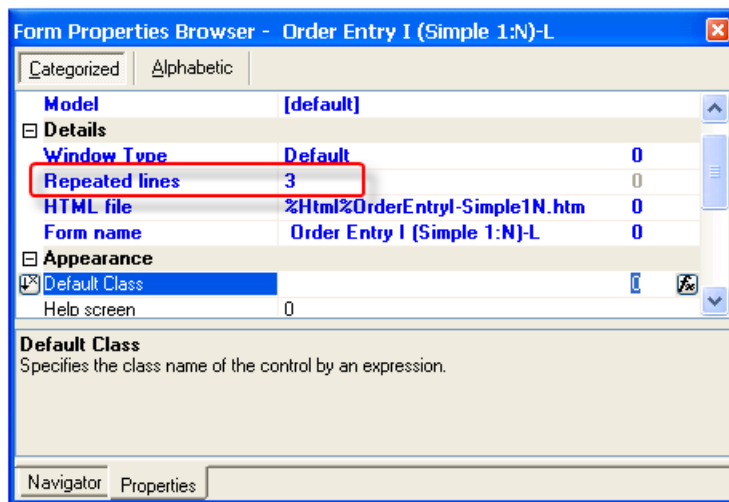 Form Properties Browser - Order Entry I (Simple 1:N)-L
Categorized Alphabetic
Model [default]
Details
Window Type Default 0
Repeated lines 3 0
HTML file %Html%OrderEntryI-Simple1N.htm 0
Form name Order Entry I (Simple 1:N)-L 0
Appearance
Default Class 0
Help screen 0
Default Class
Specifies the class name of the control by an expression.
Navigator Properties